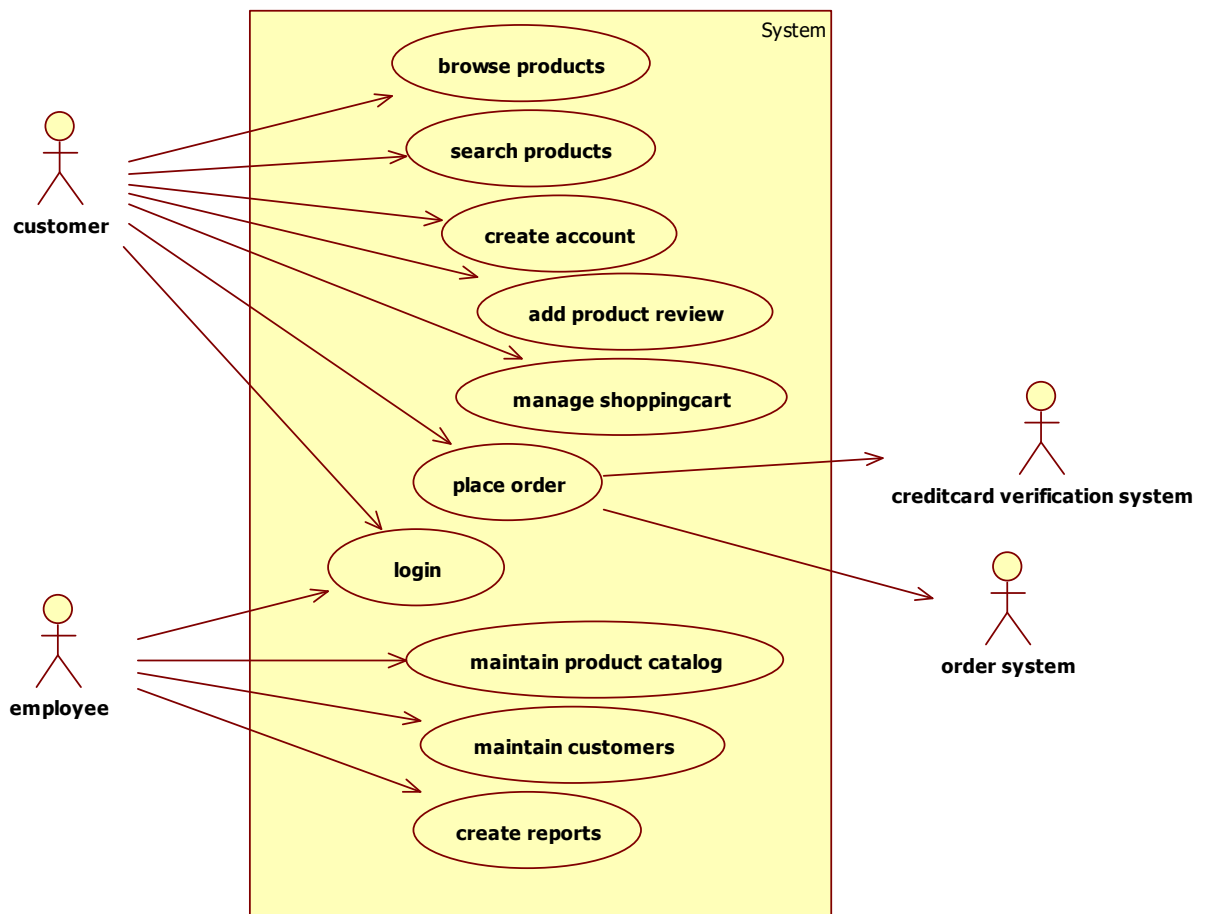 System
browse products
search products
customer
create account
add product review
manage shoppingcart
place order
creditcard verification system
login
maintain product catalog
order system
employee
maintain customers
create reports